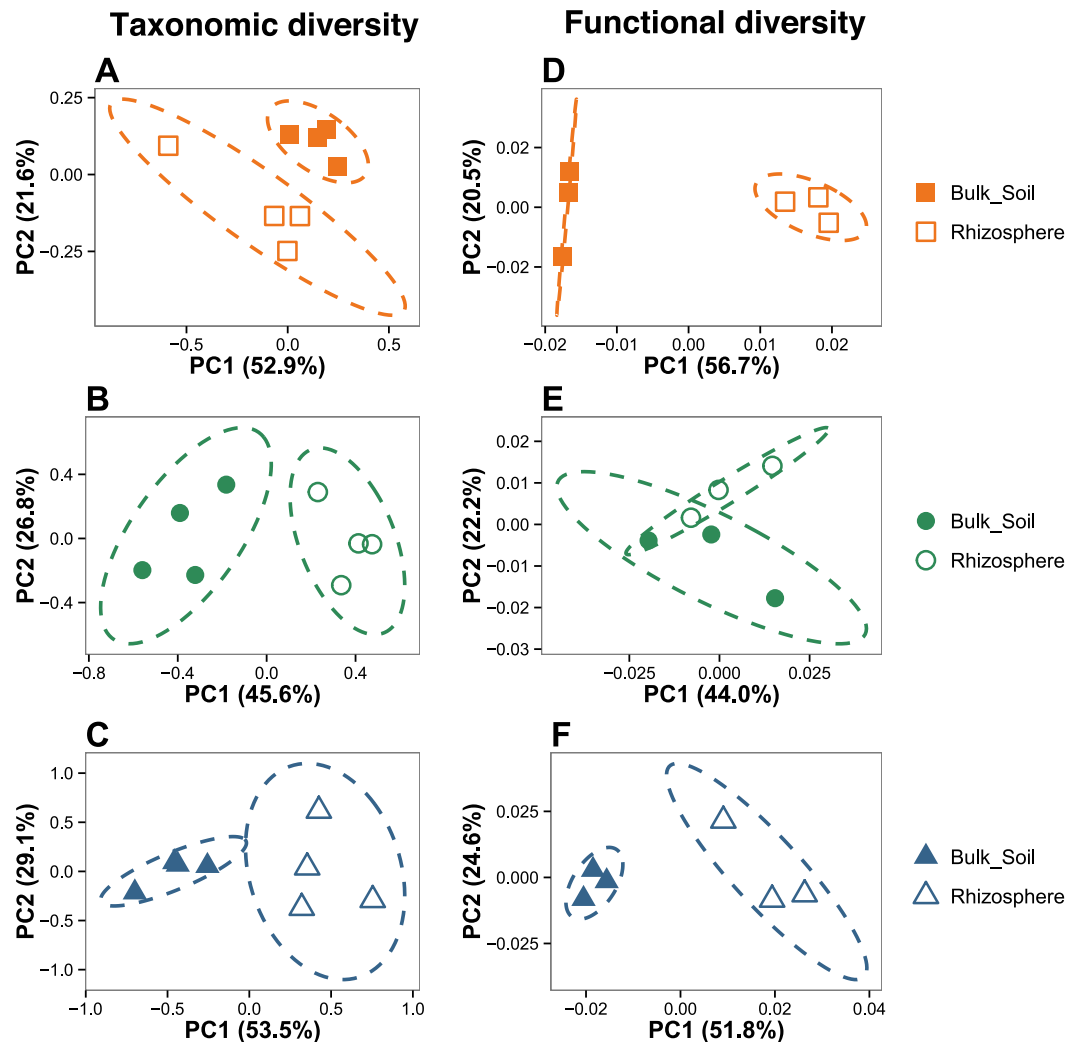 Taxonomic diversity
Functional diversity
A
PC2 (21.6%)
0.25
0.00
−0.25
−0.5
0.0
0.5
PC1 (52.9%)
D
PC2 (20.5%)
0.02
0.00
−0.02
−0.02
−0.01
0.00
0.01
0.02
PC1 (56.7%)
Bulk_Soil
Rhizosphere
B
PC2 (26.8%)
0.4
0.0
−0.4
−0.8
−0.4
0.0
0.4
PC1 (45.6%)
E
PC2 (22.2%)
0.02
0.01
0.00
−0.01
−0.02
−0.03
−0.025
0.000
0.025
PC1 (44.0%)
Bulk_Soil
Rhizosphere
C
PC2 (29.1%)
1.0
0.5
0.0
−0.5
−1.0
−1.0
−0.5
0.0
0.5
1.0
PC1 (53.5%)
F
PC2 (24.6%)
0.025
0.000
−0.025
−0.02
0.00
0.02
0.04
PC1 (51.8%)
Bulk_Soil
Rhizosphere